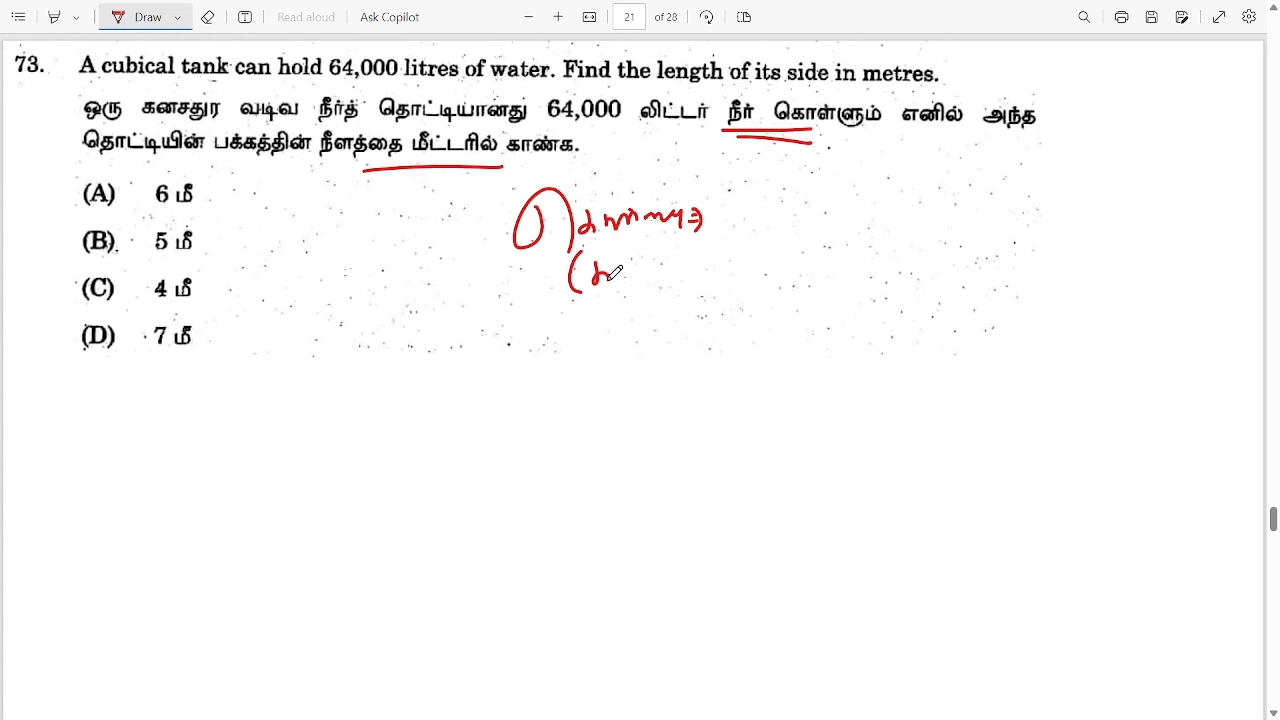 Draw
Read aloud
Ask Copilot
21
of 28
73. A cubical tank can hold 64,000 litres of water. Find the length of its side in metres.
ஒரு கனசதுர வடிவ நீர்த் தொட்டியானது 64,000 லிட்டர் நீர் கொள்ளும் எனில் அந்த
தொட்டியின் பக்கத்தின் நீளத்தை மீட்டரில் காண்க.
(A) 6 மீ
(B) 5 மீ
(C) 4 மீ
(D) 7 மீ